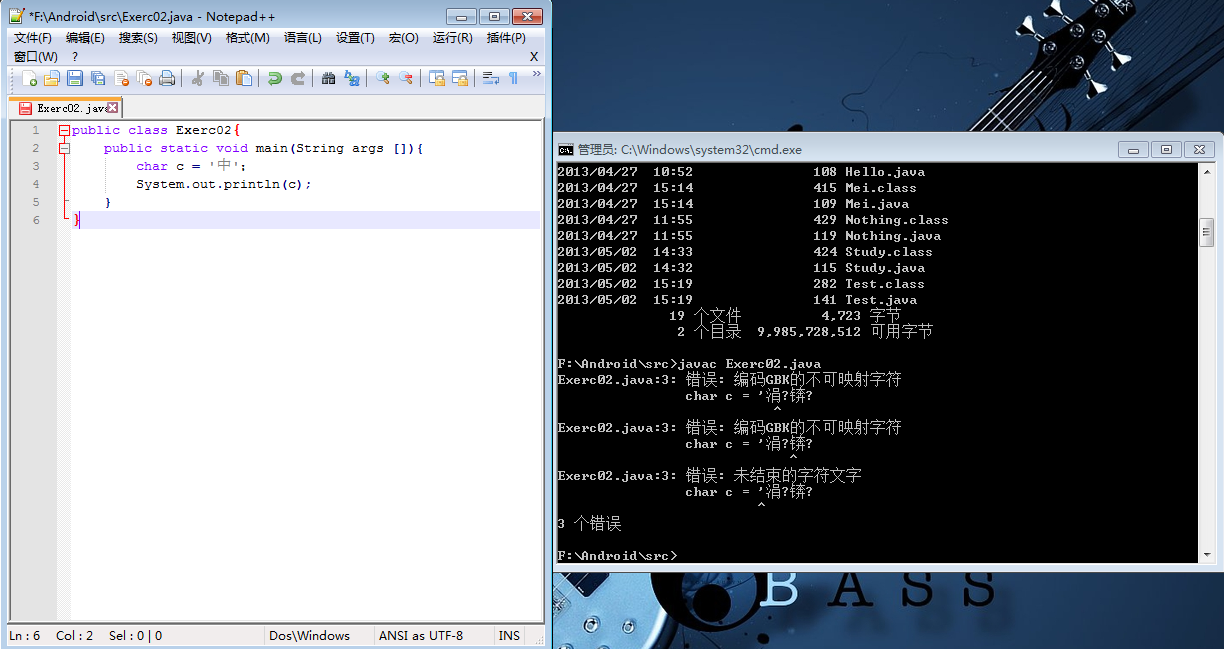 *F:\Android\src\Exerc02.java - Notepad++
文件(F) 编辑(E) 搜索(S) 视图(V) 格式(M) 语言(L) 设置(T) 宏(O) 运行(R) 插件(P)
窗口(W) ? X
Exerc02.java
1 public class Exerc02{
2 public static void main(String args []){
3 char c = '中';
4 System.out.println(c);
5 }
6 }
Ln : 6 Col : 2 Sel : 0 | 0 Dos\Windows ANSI as UTF-8 INS
管理员: C:\Windows\system32\cmd.exe
2013/04/27 10:52 108 Hello.java
2013/04/27 15:14 415 Mei.class
2013/04/27 15:14 109 Mei.java
2013/04/27 11:55 429 Nothing.class
2013/04/27 11:55 119 Nothing.java
2013/05/02 14:33 424 Study.class
2013/05/02 14:32 115 Study.java
2013/05/02 15:19 282 Test.class
2013/05/02 15:19 141 Test.java
19 个文件 4,723 字节
2 个目录 9,985,728,512 可用字节
F:\Android\src>javac Exerc02.java
Exerc02.java:3: 错误: 编码GBK的不可映射字符
char c = '涓?锛?
^
Exerc02.java:3: 错误: 编码GBK的不可映射字符
char c = '涓?锛?
^
Exerc02.java:3: 错误: 未结束的字符文字
char c = '涓?锛?
^
3 个错误
F:\Android\src>
BASS